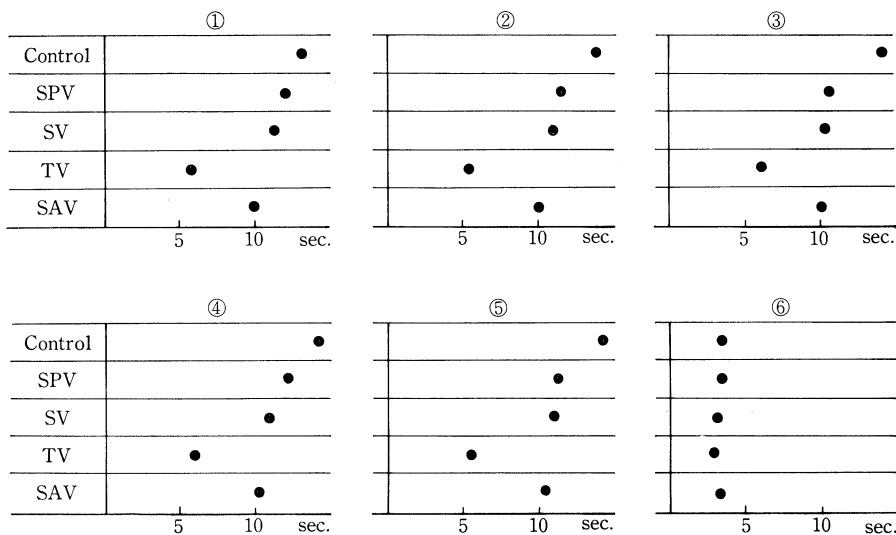 ① ② ③
Control
SPV
SV
TV
SAV
5 10 sec. 5 10 sec. 5 10 sec.
④ ⑤ ⑥
Control
SPV
SV
TV
SAV
5 10 sec. 5 10 sec. 5 10 sec.